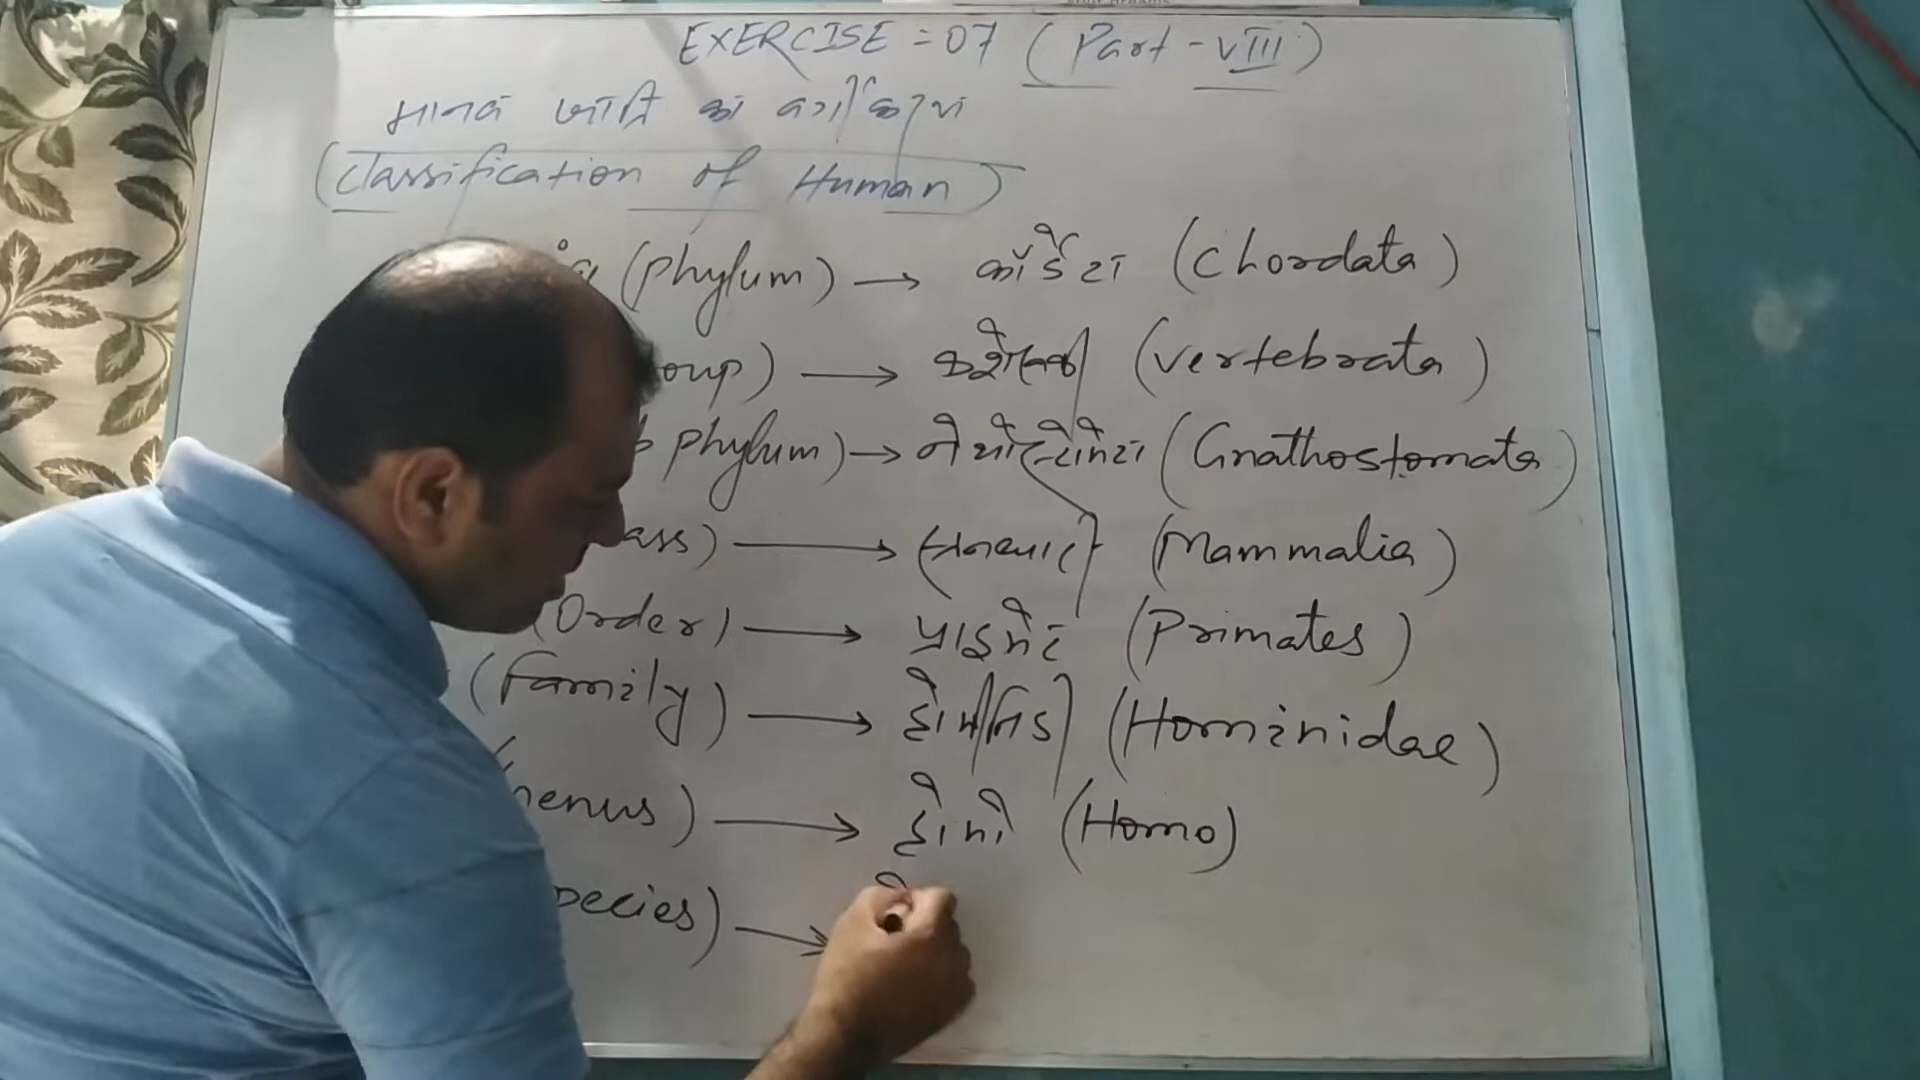 EXERCISE = 07 (Part - VIII)
मानव जाति का वर्गीकरण
(Classification of Human)
(phylum) → कॉर्डेटा (Chordata)
oup) → कशेरुकी (vertebrata)
b phylum) → नेथोस्टोमेटा (Gnathostomata)
ass) → स्तनधारी (Mammalia)
(Order) → प्राइमेट (Primates)
(Family) → होमीनिडी (Hominidae)
enus) → होमो (Homo)
pecies) →